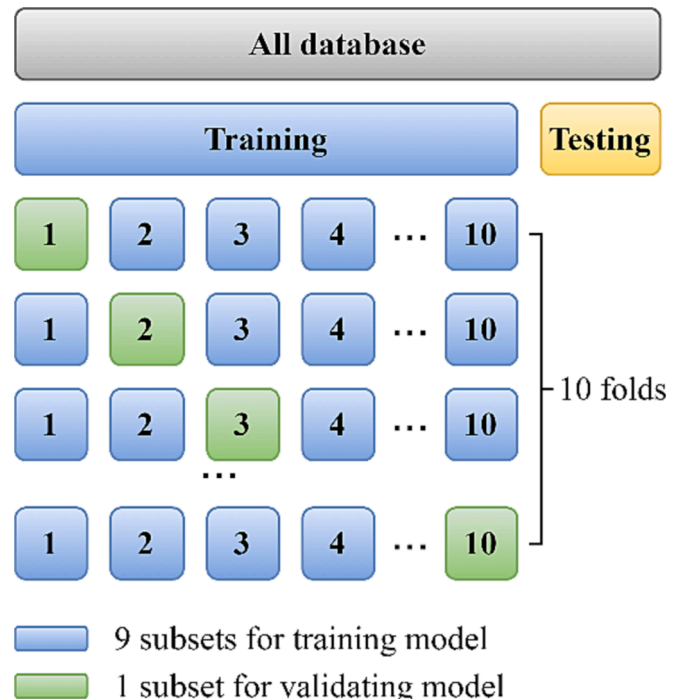 All database
Training Testing
1 2 3 4 ... 10
1 2 3 4 ... 10
10 folds
1 2 3 4 ... 10
...
1 2 3 4 ... 10
9 subsets for training model
1 subset for validating model